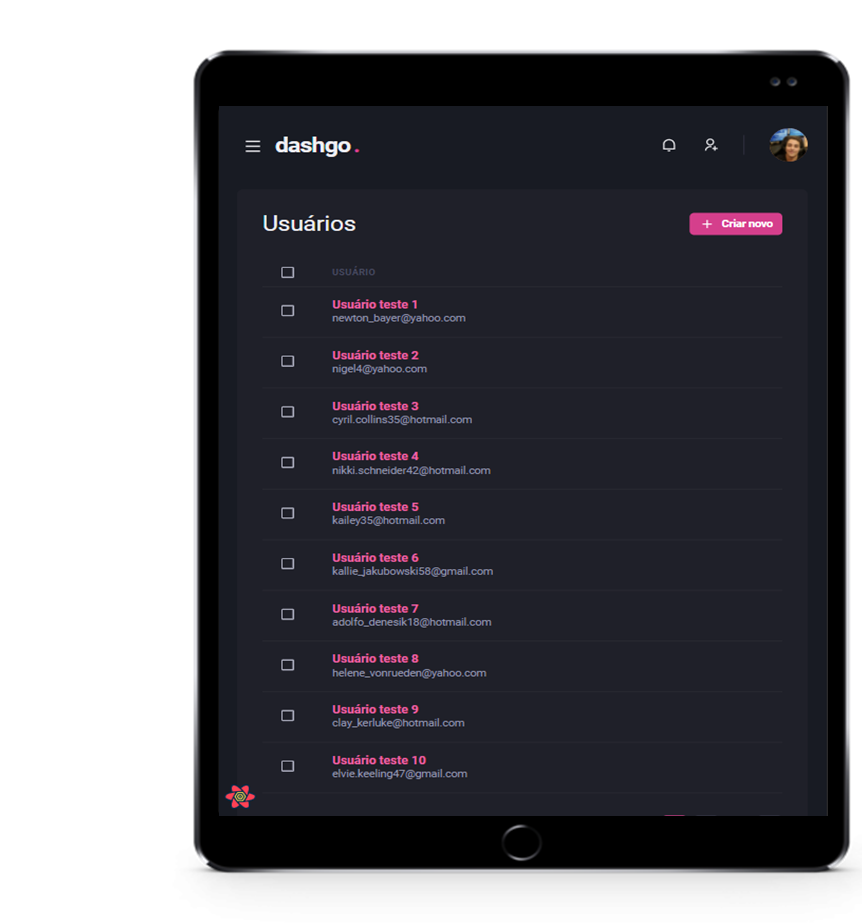 dashgo.
Usuários
+ Criar novo
USUÁRIO
Usuário teste 1
newton_bayer@yahoo.com
Usuário teste 2
nigel4@yahoo.com
Usuário teste 3
cyril.collins35@hotmail.com
Usuário teste 4
nikki.schneider42@hotmail.com
Usuário teste 5
kailey35@hotmail.com
Usuário teste 6
kallie_jakubowski58@gmail.com
Usuário teste 7
adolfo_denesik18@hotmail.com
Usuário teste 8
helene_vonrueden@yahoo.com
Usuário teste 9
clay_kerluke@hotmail.com
Usuário teste 10
elvie.keeling47@gmail.com